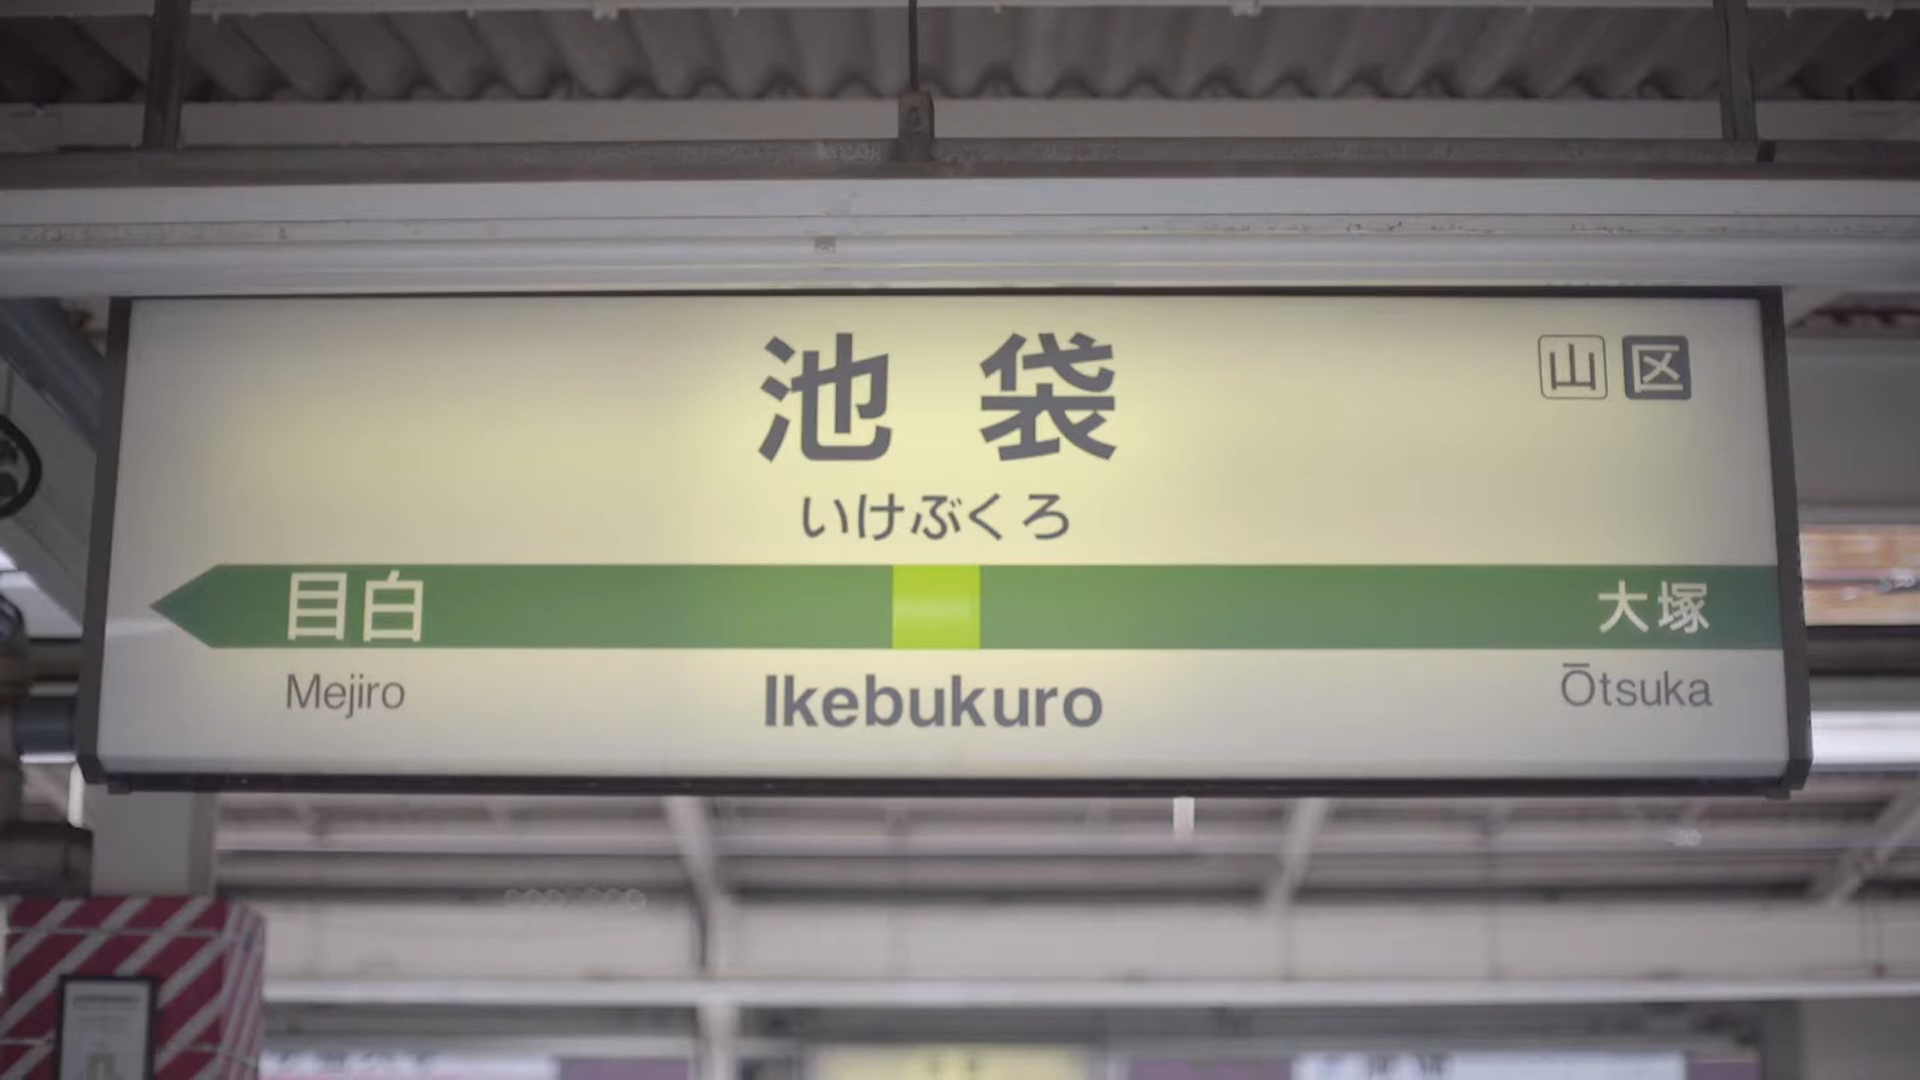 池袋
山 区
いけぶくろ
目白
大塚
Mejiro
Ikebukuro
Ōtsuka